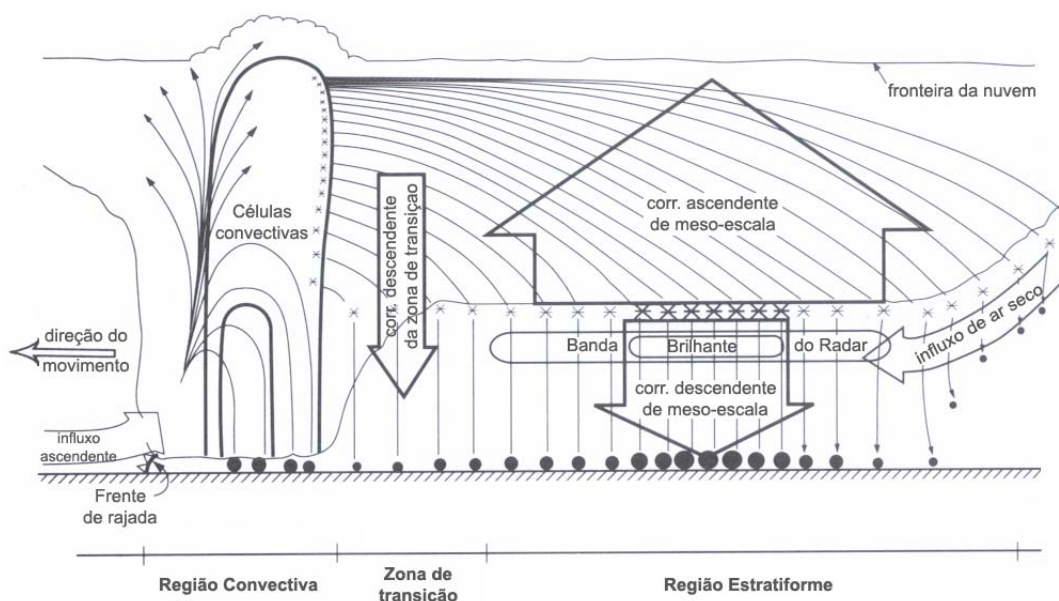 fronteira da nuvem
Células
convectivas
corr. descendente
da zona de transiçao
corr. ascendente
de meso-escala
direção do
movimento
influxo de ar seco
Banda Brilhante do Radar
corr. descendente
de meso-escala
influxo
ascendente
Frente
de rajada
Região Convectiva
Zona de
transição
Região Estratiforme